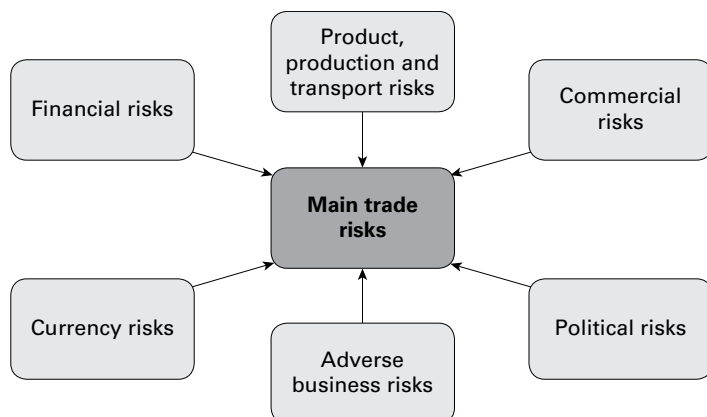 Product,
production and
transport risks
Financial risks
Commercial
risks
Main trade
risks
Currency risks
Adverse
business risks
Political risks